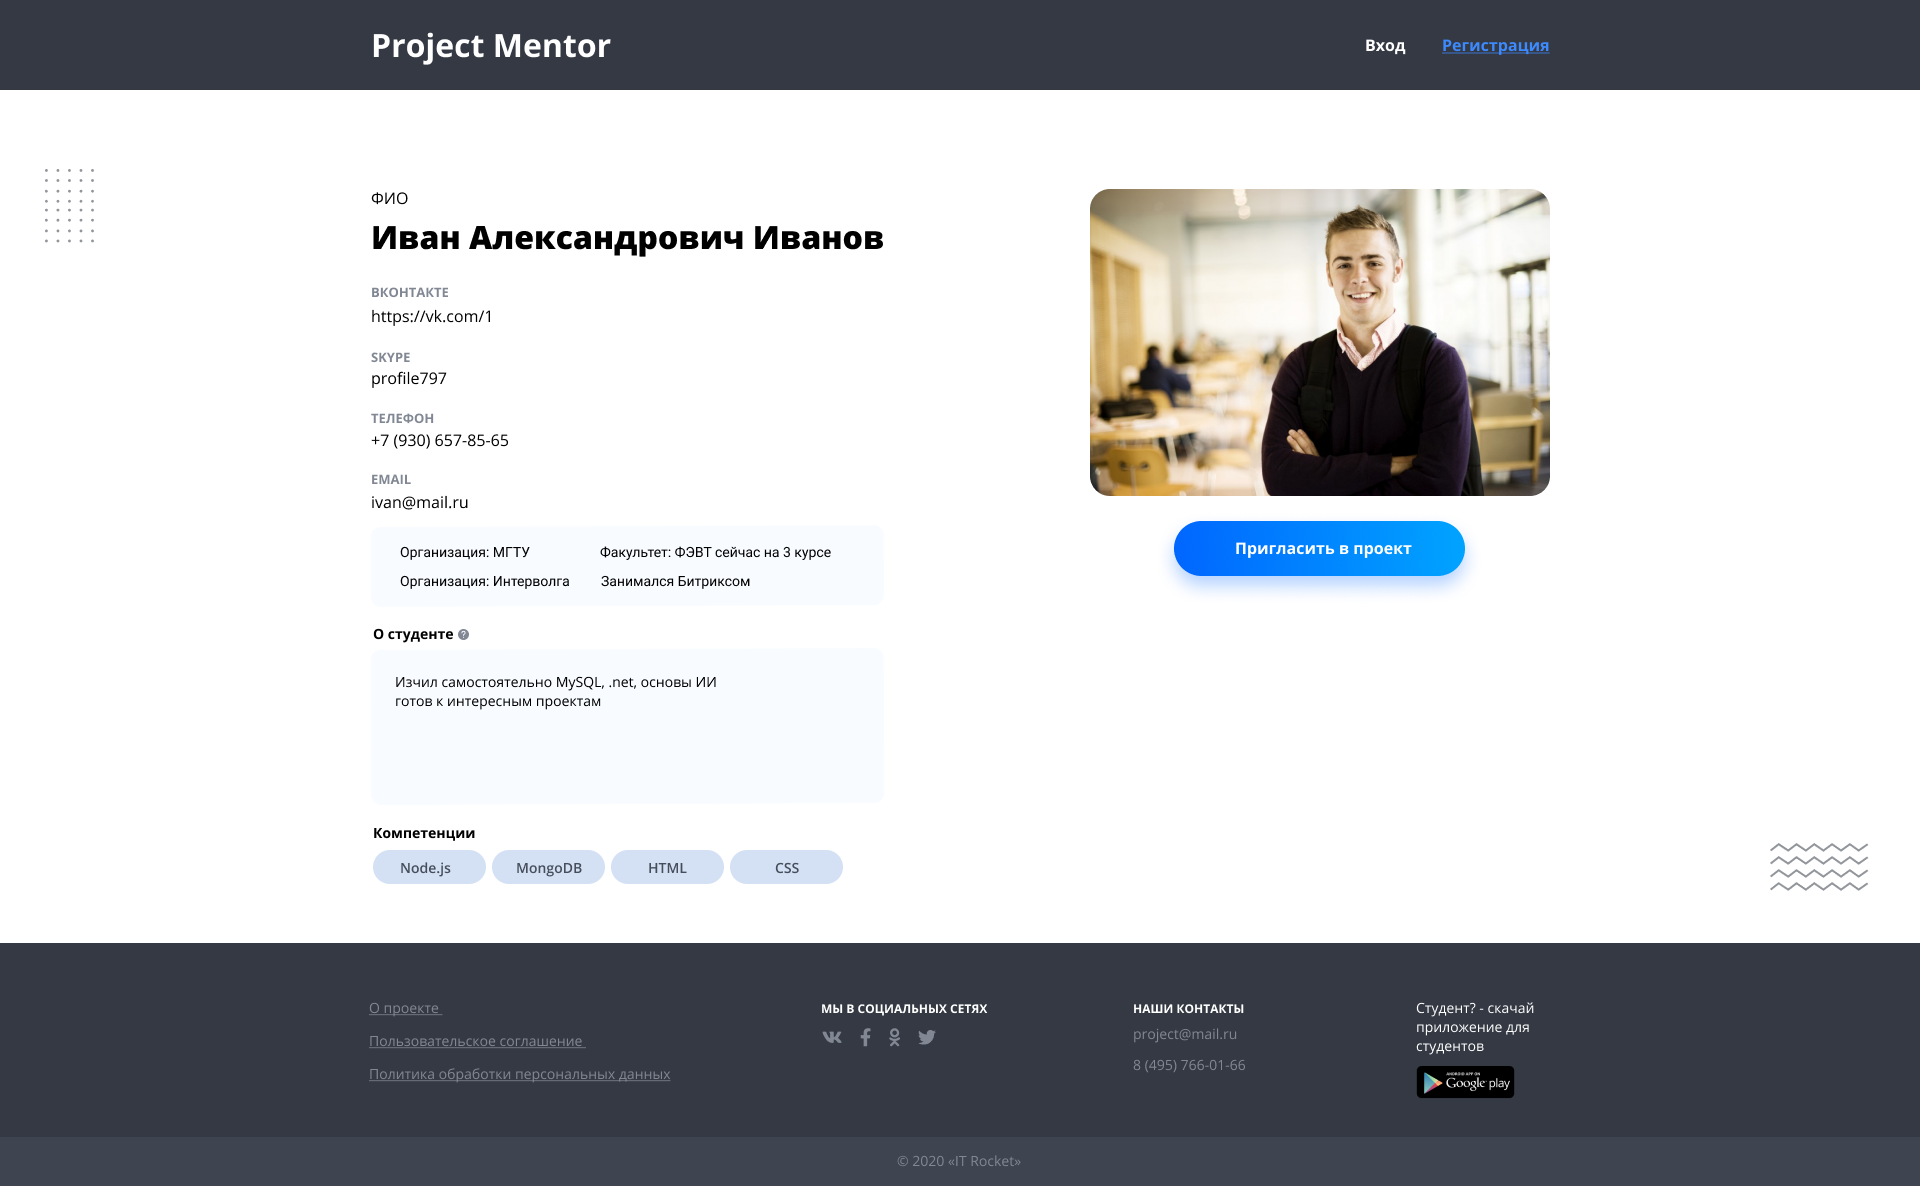 Project Mentor
Вход
Регистрация
ФИО
Иван Александрович Иванов
ВКОНТАКТЕ
https://vk.com/1
SKYPE
profile797
ТЕЛЕФОН
+7 (930) 657-85-65
EMAIL
ivan@mail.ru
Организация: МГТУ
Факультет: ФЭВТ сейчас на 3 курсе
Организация: Интерволга
Занимался Битриксом
Пригласить в проект
О студенте ?
Изчил самостоятельно MySQL, .net, основы ИИ
готов к интересным проектам
Компетенции
Node.js
MongoDB
HTML
CSS
О проекте
Пользовательское соглашение
Политика обработки персональных данных
МЫ В СОЦИАЛЬНЫХ СЕТЯХ
НАШИ КОНТАКТЫ
project@mail.ru
8 (495) 766-01-66
Студент? - скачай
приложение для
студентов
ANDROID APP ON
Google play
© 2020 «IT Rocket»